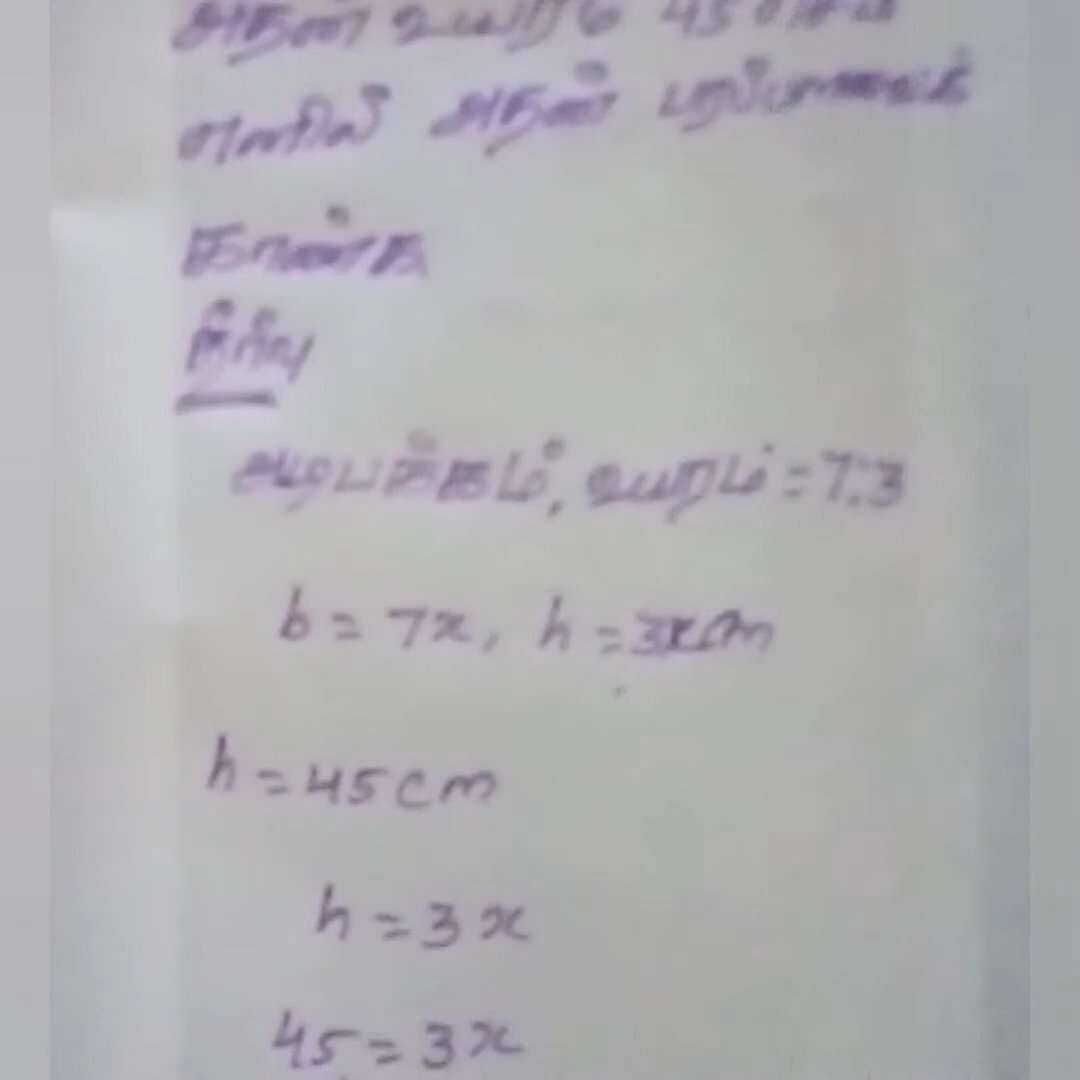 அதன் உயரம் 45 செ.மீ
எனில் அதன் பரப்பளவைக்
காண்க
தீர்வு
அடிபக்கம், உயரம் = 7:3
b = 7x, h = 3x cm
h = 45 cm
h = 3x
45 = 3x